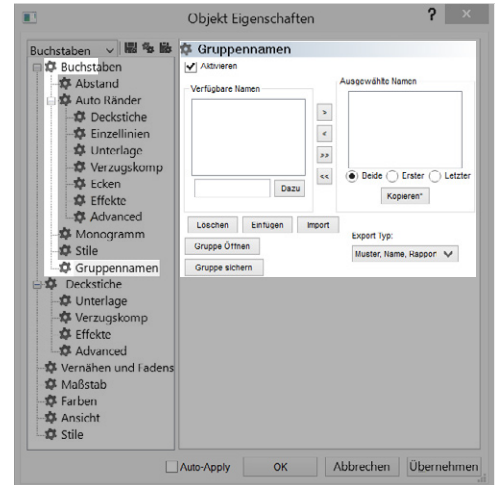 Objekt Eigenschaften
?
Buchstaben
Gruppennamen
Buchstaben
Abstand
Auto Ränder
Deckstiche
Einzellinien
Unterlage
Verzugskomp
Ecken
Effekte
Advanced
Monogramm
Stile
Gruppennamen
Deckstiche
Unterlage
Verzugskomp
Effekte
Advanced
Vernähen und Fadens
Maßstab
Farben
Ansicht
Stile
Aktivieren
Verfügbare Namen
Ausgewählte Namen
>
<
>>
<<
Dazu
Beide Erster Letzter
Kopieren"
Löschen Einfügen Import
Gruppe Öffnen
Gruppe sichern
Export Typ:
Muster, Name, Rappor
Auto-Apply OK Abbrechen Übernehmen